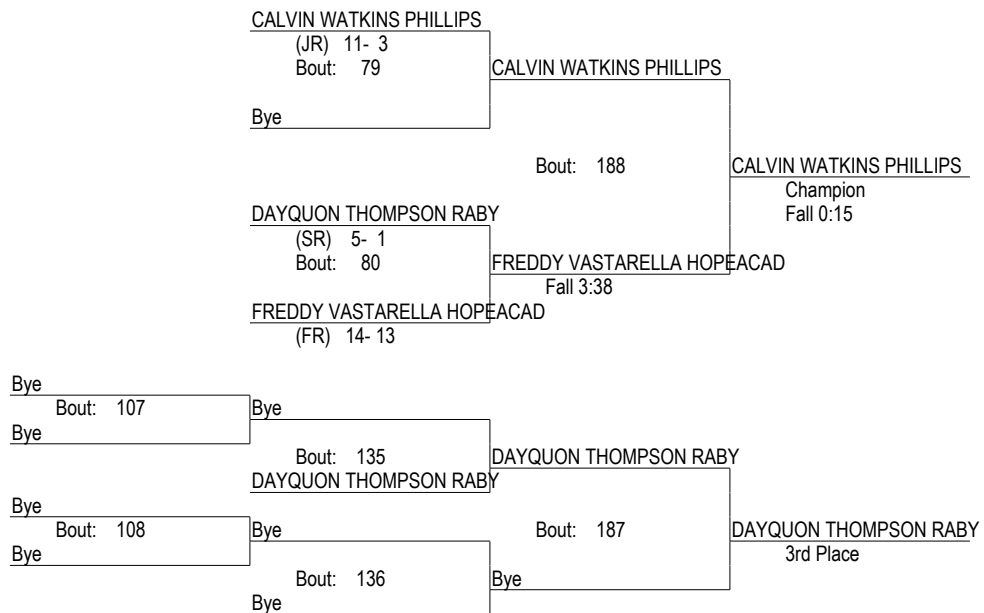 CALVIN WATKINS PHILLIPS
(JR) 11- 3
Bout: 79
CALVIN WATKINS PHILLIPS
Bye
Bout: 188
CALVIN WATKINS PHILLIPS
Champion
Fall 0:15
DAYQUON THOMPSON RABY
(SR) 5- 1
Bout: 80
FREDDY VASTARELLA HOPEACAD
Fall 3:38
FREDDY VASTARELLA HOPEACAD
(FR) 14- 13
Bye
Bout: 107
Bye
Bye
Bout: 135
DAYQUON THOMPSON RABY
DAYQUON THOMPSON RABY
Bye
Bout: 108
Bye
Bout: 187
DAYQUON THOMPSON RABY
3rd Place
Bye
Bout: 136
Bye
Bye